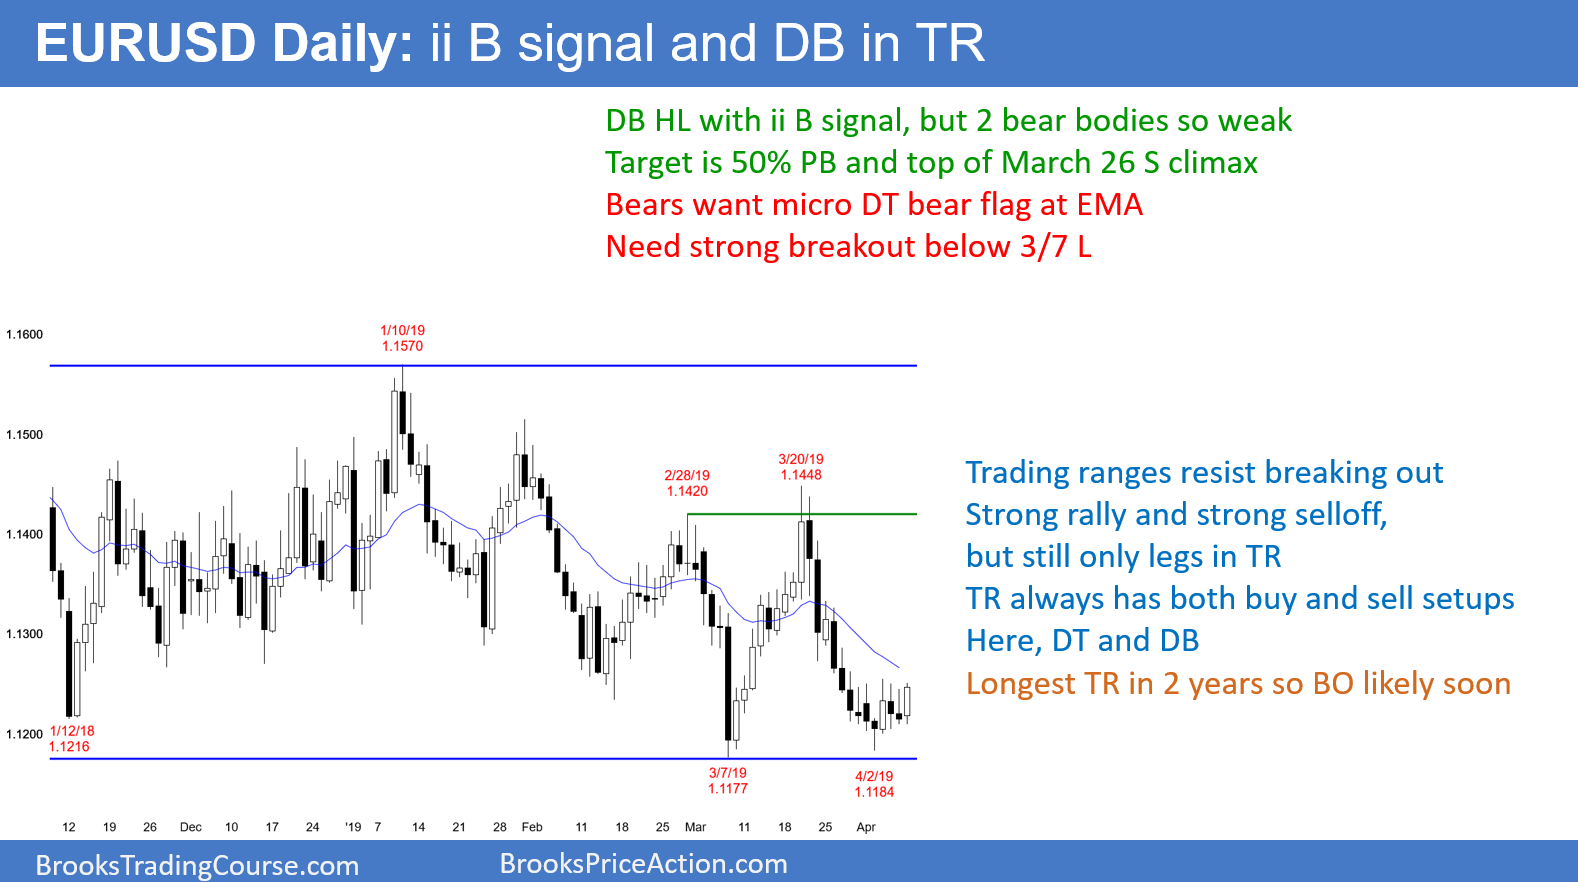 EURUSD Daily: ii B signal and DB in TR
DB HL with ii B signal, but 2 bear bodies so weak
Target is 50% PB and top of March 26 S climax
Bears want micro DT bear flag at EMA
Need strong breakout below 3/7 L
1.1600
1.1500
1.1400
1.1300
1.1200
1/10/19
1.1570
2/28/19
1.1420
3/20/19
1.1448
1/12/18
1.1216
3/7/19
1.1177
4/2/19
1.1184
Trading ranges resist breaking out
Strong rally and strong selloff,
but still only legs in TR
TR always has both buy and sell setups
Here, DT and DB
Longest TR in 2 years so BO likely soon
12 19 26 Dec 10 17 24 '19 7 14 21 28 Feb 11 18 25 Mar 11 18 25 Apr
BrooksTradingCourse.com
BrooksPriceAction.com